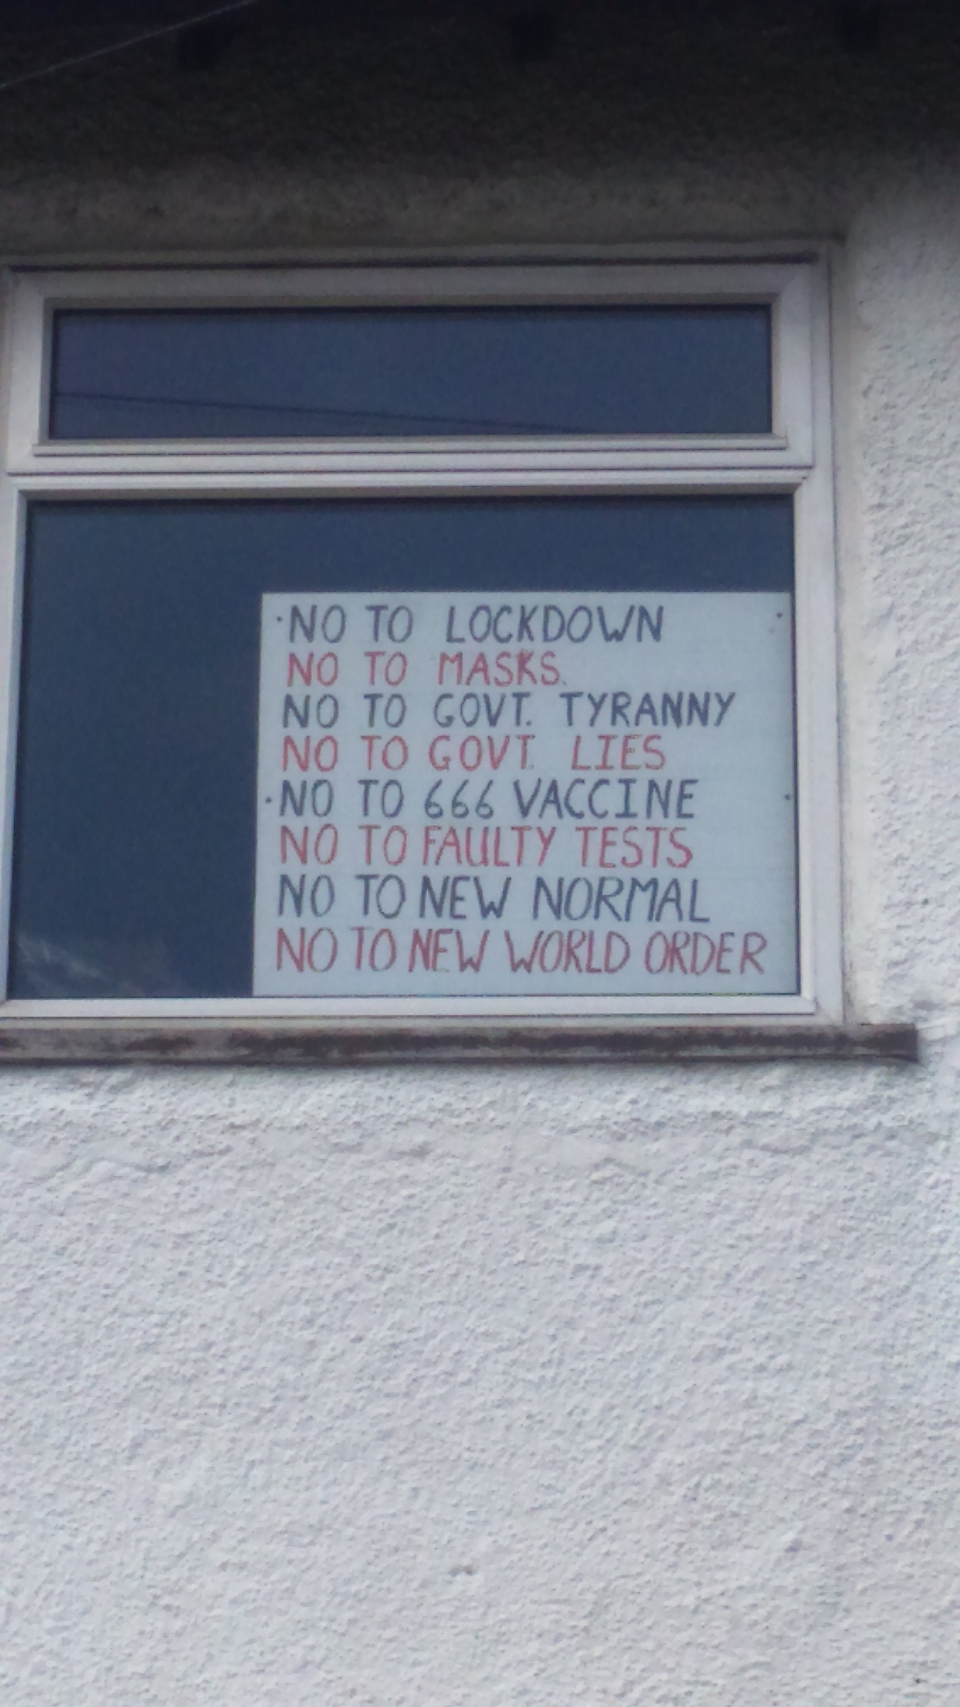 NO TO LOCKDOWN
NO TO MASKS.
NO TO GOVT. TYRANNY
NO TO GOVT. LIES
NO TO 666 VACCINE
NO TO FAULTY TESTS
NO TO NEW NORMAL
NO TO NEW WORLD ORDER